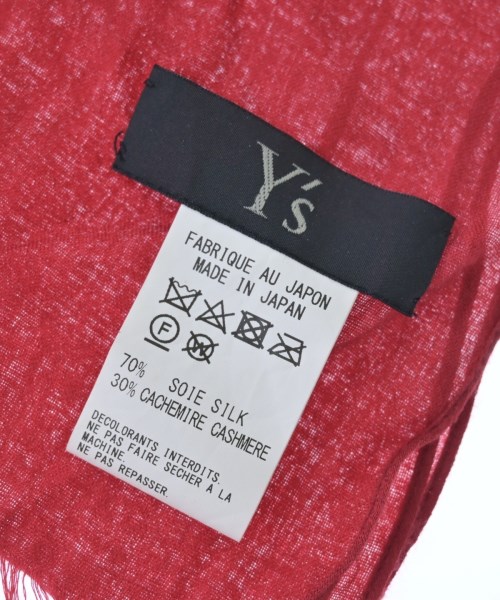 Y's
FABRIQUE AU JAPON
MADE IN JAPAN
F
W
70% SOIE SILK
30% CACHEMIRE CASHMERE
DECOLORANTS INTERDITS.
NE PAS FAIRE SECHER A LA
MACHINE.
NE PAS REPASSER